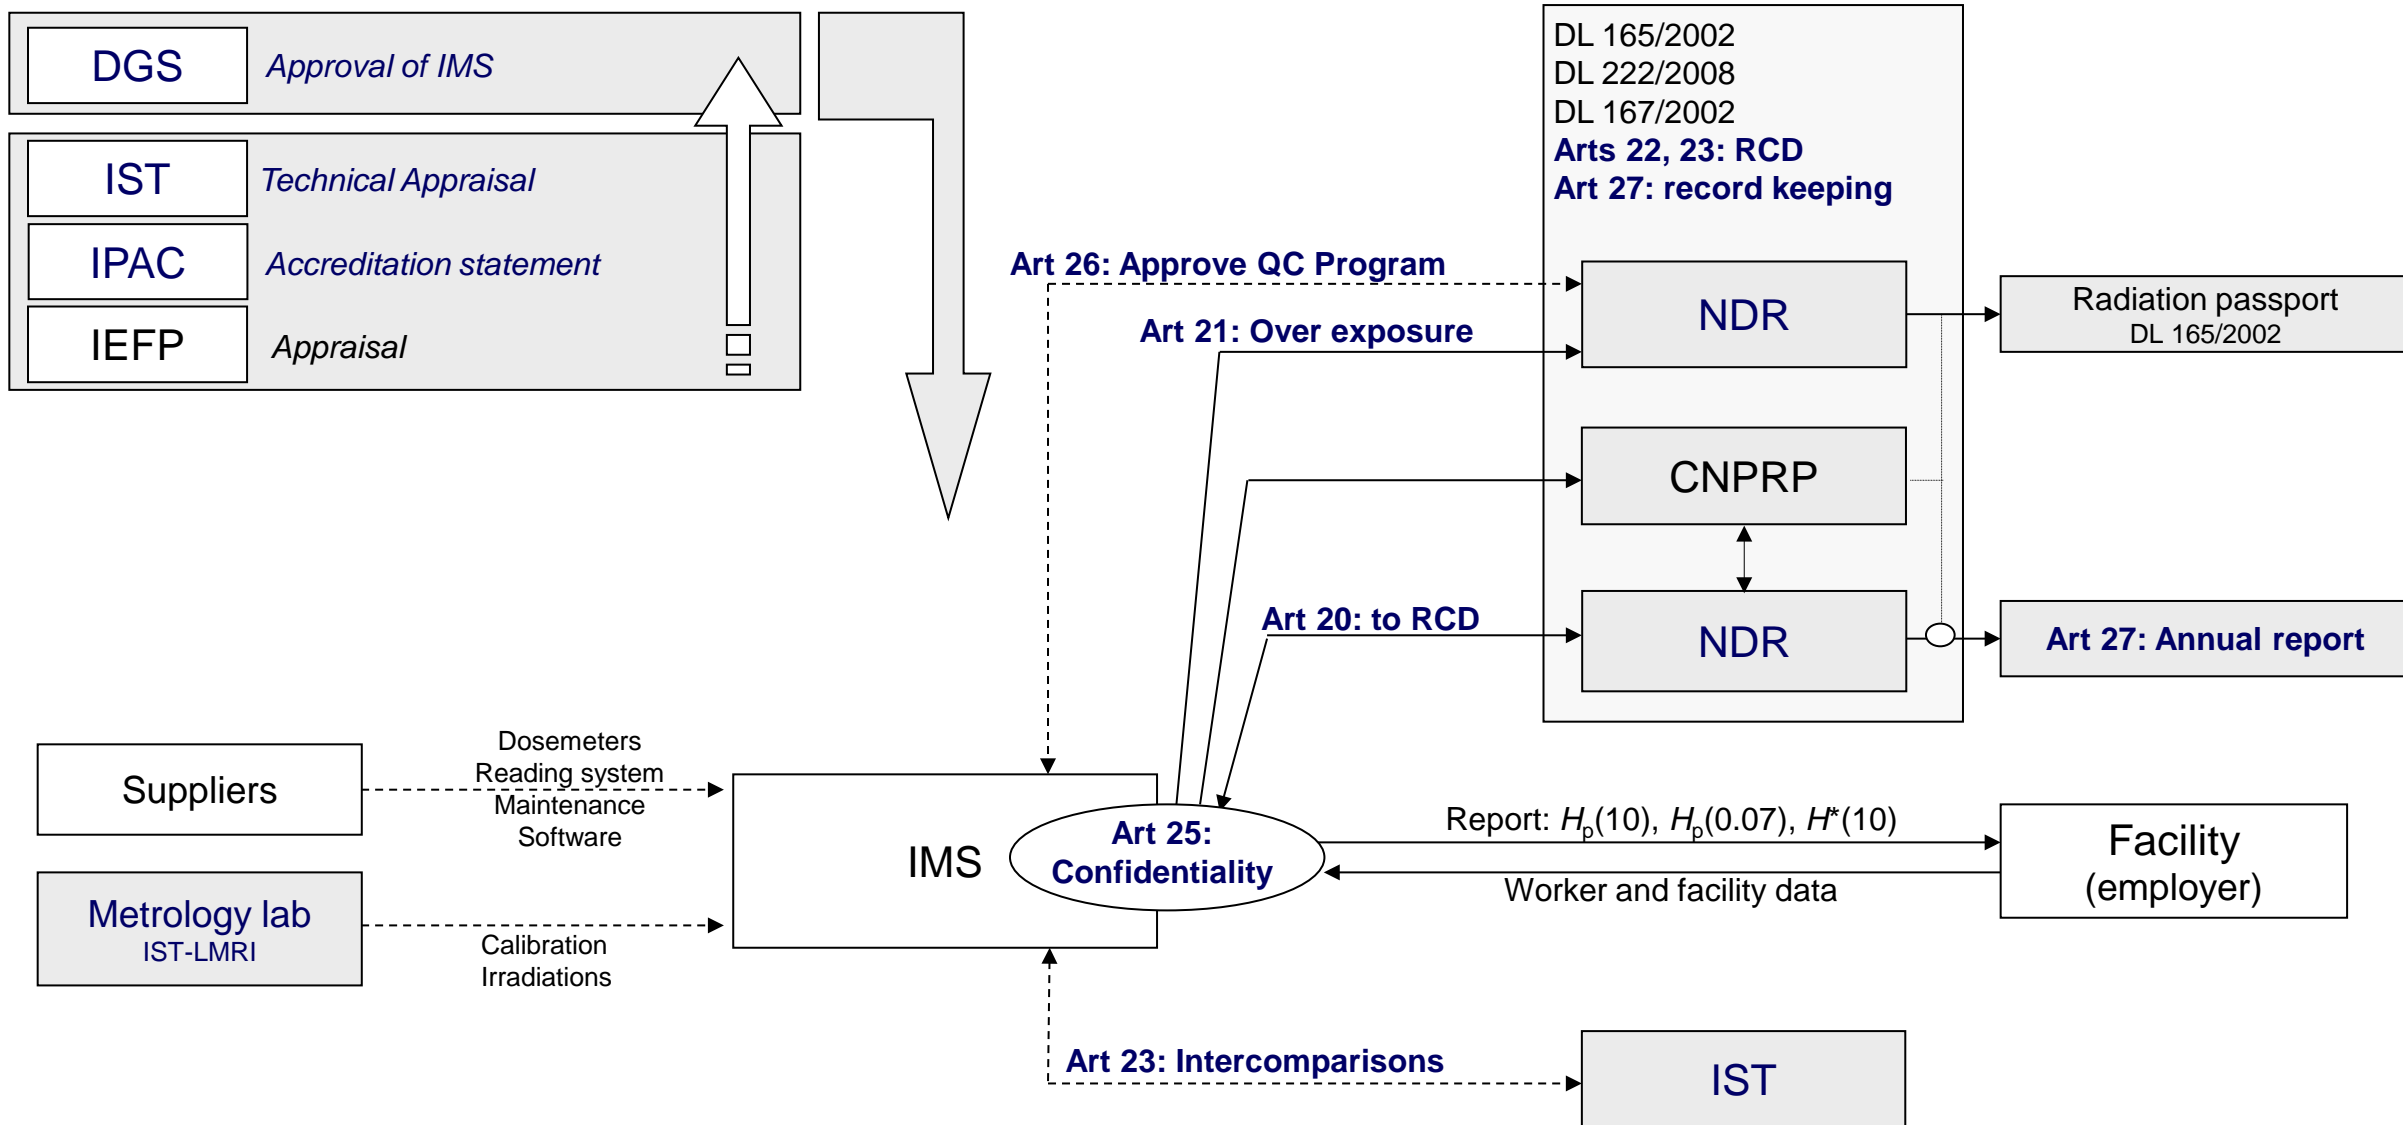 DGS
Approval of IMS
IST
Technical Appraisal
IPAC
Accreditation statement
IEFP
Appraisal
DL 165/2002
DL 222/2008
DL 167/2002
Arts 22, 23: RCD
Art 27: record keeping
Art 26: Approve QC Program
NDR
Radiation passport
DL 165/2002
Art 21: Over exposure
CNPRP
Art 20: to RCD
NDR
Art 27: Annual report
Suppliers
Dosemeters
Reading system
Maintenance
Software
IMS
Art 25:
Confidentiality
Report: Hp(10), Hp(0.07), H*(10)
Worker and facility data
Facility
(employer)
Metrology lab
IST-LMRI
Calibration
Irradiations
Art 23: Intercomparisons
IST